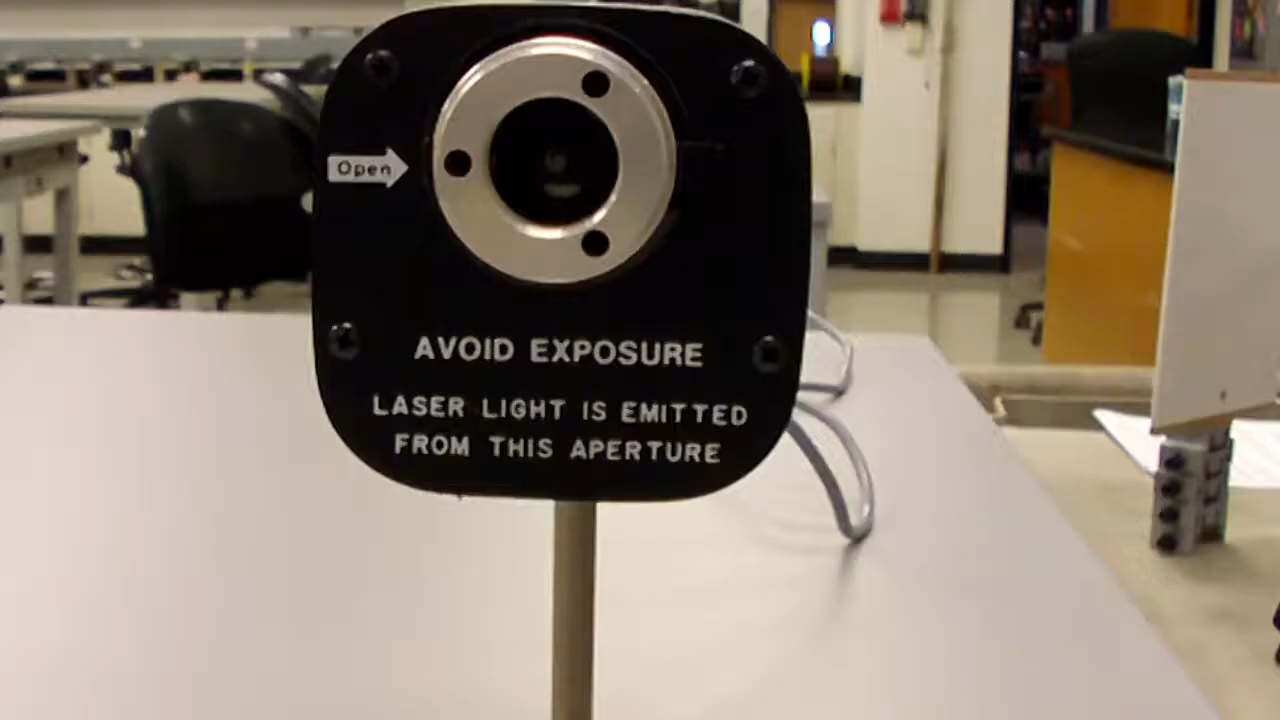 Open
AVOID EXPOSURE
LASER LIGHT IS EMITTED
FROM THIS APERTURE